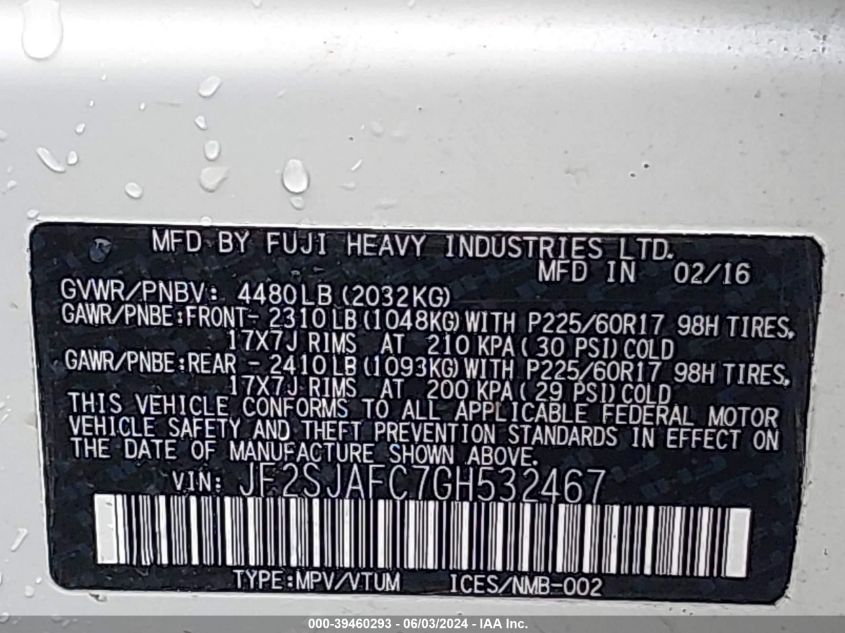 MFD BY FUJI HEAVY INDUSTRIES LTD.
MFD IN 02/16
GVWR/PNBV: 4480LB(2032KG)
GAWR/PNBE:FRONT- 2310LB(1048KG)WITH P225/60R17 98H TIRES,
17X7J RIMS AT 210 KPA(30 PSI)COLD
GAWR/PNBE:REAR - 2410LB(1093KG)WITH P225/60R17 98H TIRES,
17X7J RIMS AT 200 KPA(29 PSI)COLD
THIS VEHICLE CONFORMS TO ALL APPLICABLE FEDERAL MOTOR
VEHICLE SAFETY AND THEFT PREVENTION STANDARDS IN EFFECT ON
THE DATE OF MANUFACTURE SHOWN ABOVE.
VIN: JF2SJAFC7GH532467
TYPE:MPV/VTUM ICES/NMB-002
000-39460293 - 06/03/2024 - IAA Inc.